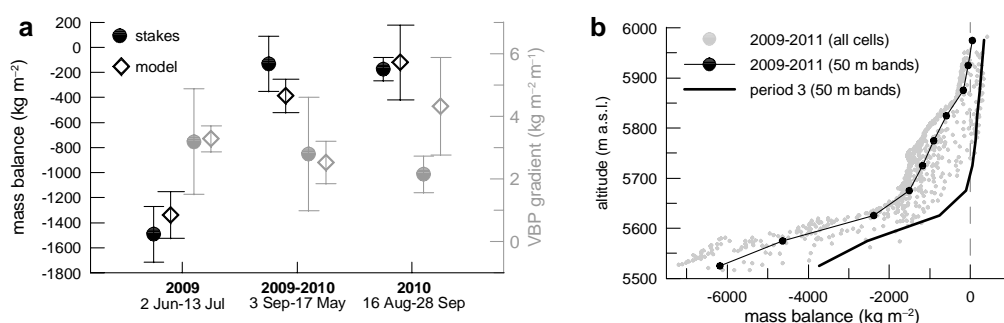 a
200
0
-200
-400
-600
-800
-1000
-1200
-1400
-1600
-1800
mass balance (kg m⁻²)
stakes
model
6
4
2
0
VBP gradient (kg m⁻² m⁻¹)
2009
2 Jun-13 Jul
2009-2010
3 Sep-17 May
2010
16 Aug-28 Sep
b
6000
5900
5800
5700
5600
5500
altitude (m a.s.l.)
2009-2011 (all cells)
2009-2011 (50 m bands)
period 3 (50 m bands)
-6000 -4000 -2000 0
mass balance (kg m⁻²)